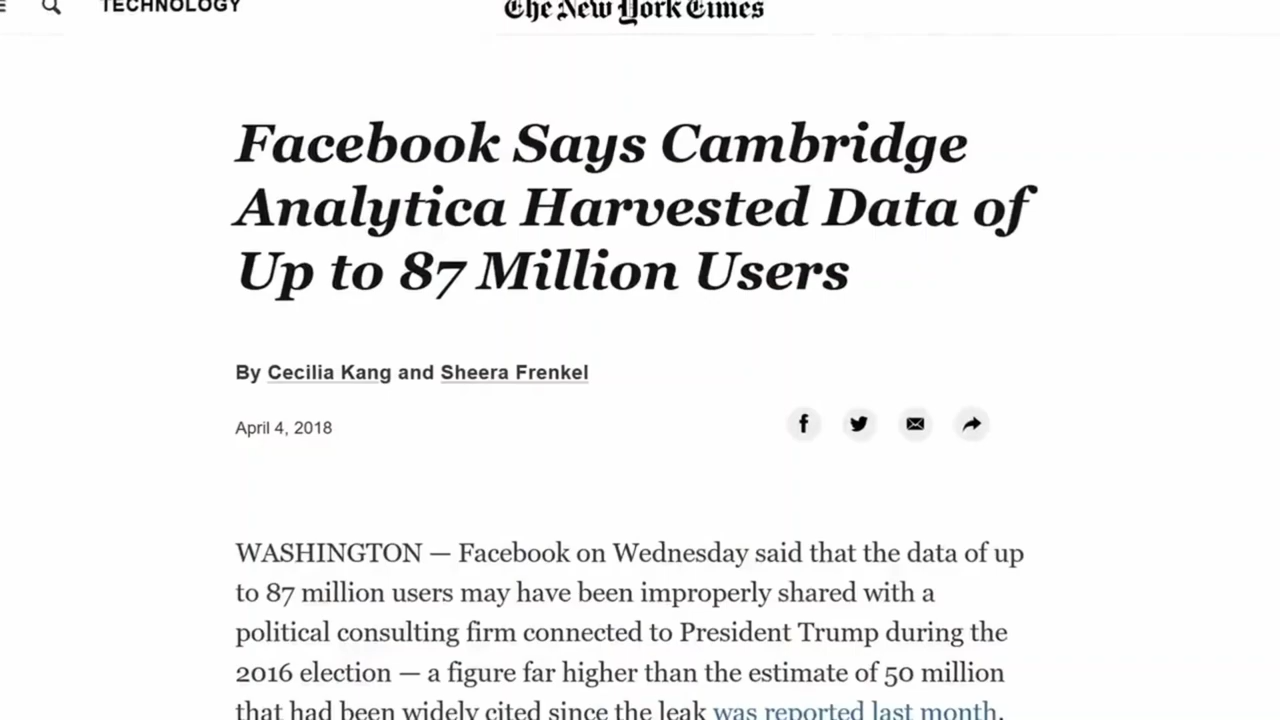 TECHNOLOGY
The New York Times
Facebook Says Cambridge
Analytica Harvested Data of
Up to 87 Million Users
By Cecilia Kang and Sheera Frenkel
April 4, 2018
WASHINGTON — Facebook on Wednesday said that the data of up
to 87 million users may have been improperly shared with a
political consulting firm connected to President Trump during the
2016 election — a figure far higher than the estimate of 50 million
that had been widely cited since the leak was reported last month.